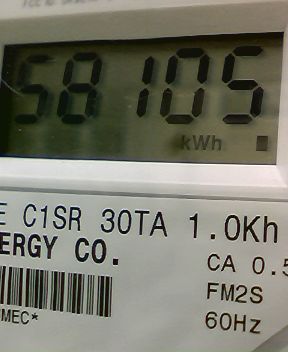 58105
kWh
E C1SR 30TA 1.0Kh
ERGY CO.
CA 0.5
FM2S
MEC*
60Hz